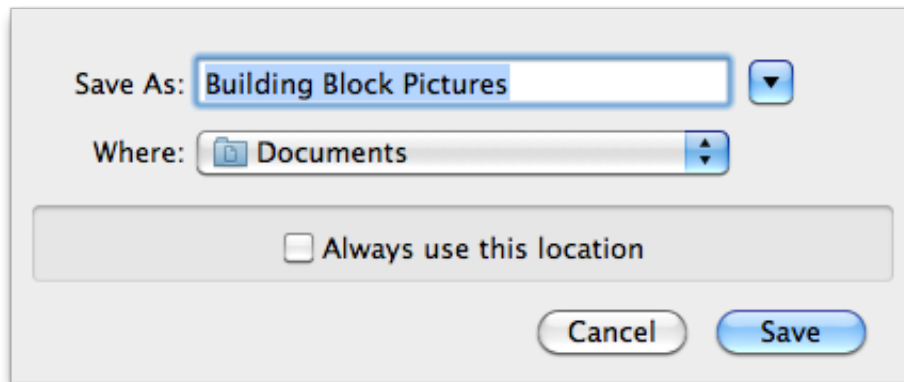 Save As: Building Block Pictures
Where: Documents
Always use this location
Cancel Save